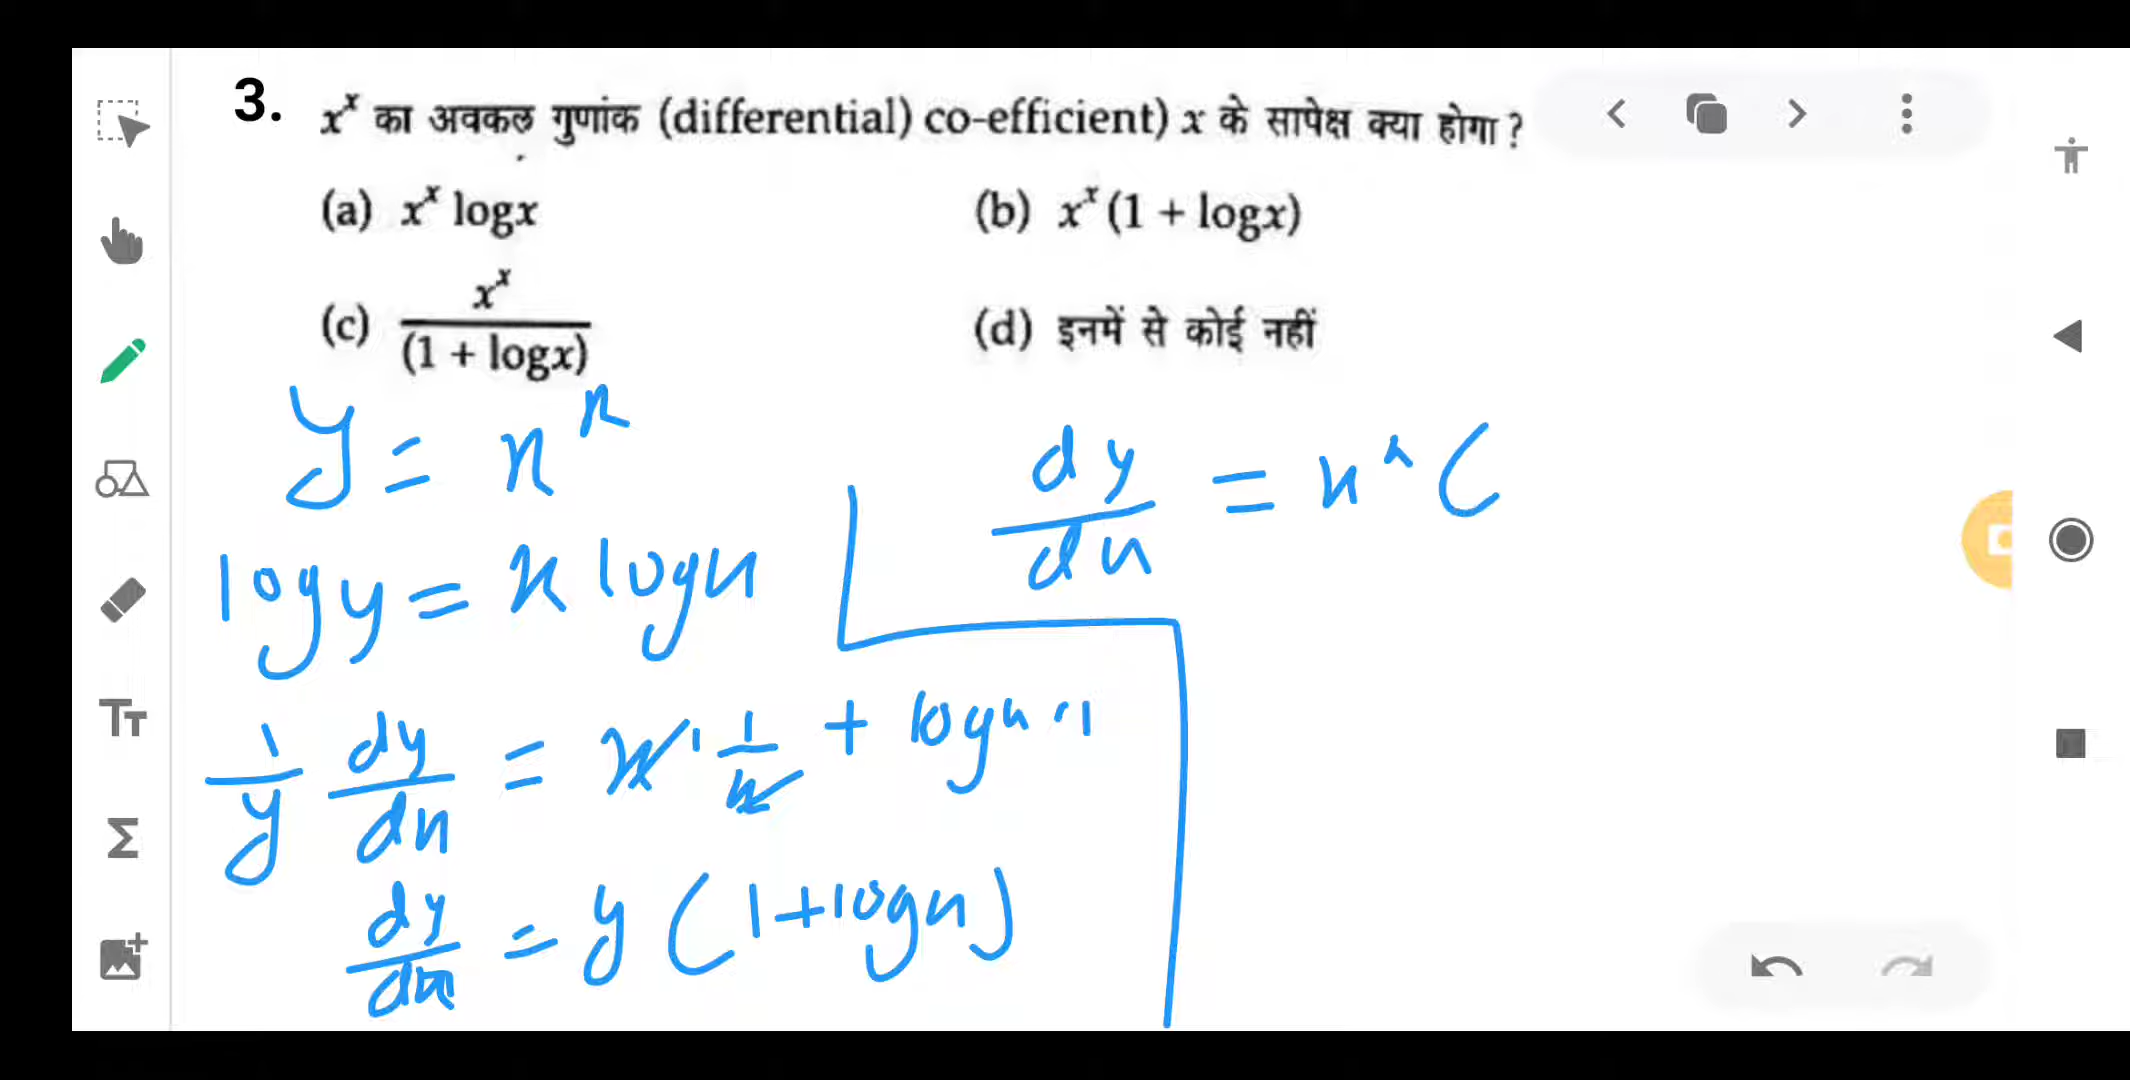 3. xˣ का अवकल गुणांक (differential) co-efficient) x के सापेक्ष क्या होगा ?
(a) xˣ logx
(b) xˣ (1 + logx)
(c) xˣ / (1 + logx)
(d) इनमें से कोई नहीं
y = xˣ
log y = x log x
1/y dy/dx = x · 1/x + log x · 1
dy/dx = y (1 + log x)
dy/dx = xˣ (
Tт
Σ